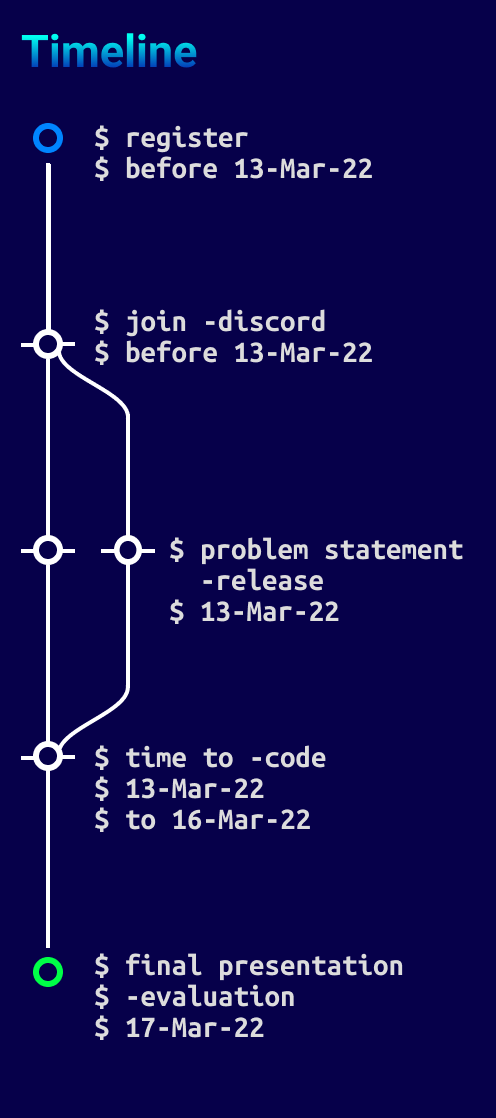 Timeline
$ register
$ before 13-Mar-22
$ join -discord
$ before 13-Mar-22
$ problem statement
-release
$ 13-Mar-22
$ time to -code
$ 13-Mar-22
$ to 16-Mar-22
$ final presentation
$ -evaluation
$ 17-Mar-22